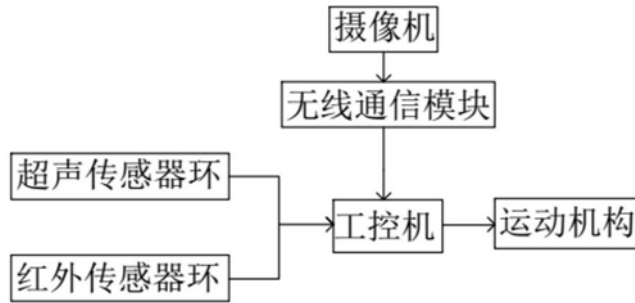 摄像机
无线通信模块
超声传感器环
工控机
运动机构
红外传感器环